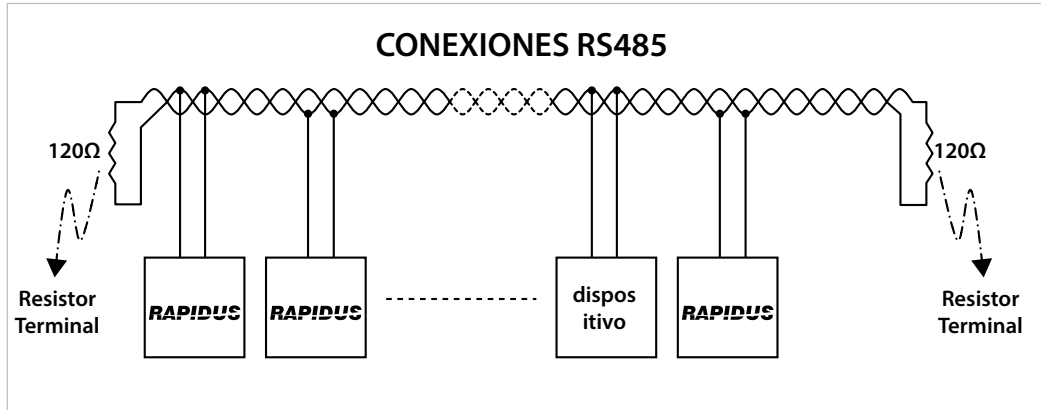 CONEXIONES RS485
120Ω
120Ω
Resistor
Terminal
RAPIDUS
RAPIDUS
dispos
itivo
RAPIDUS
Resistor
Terminal